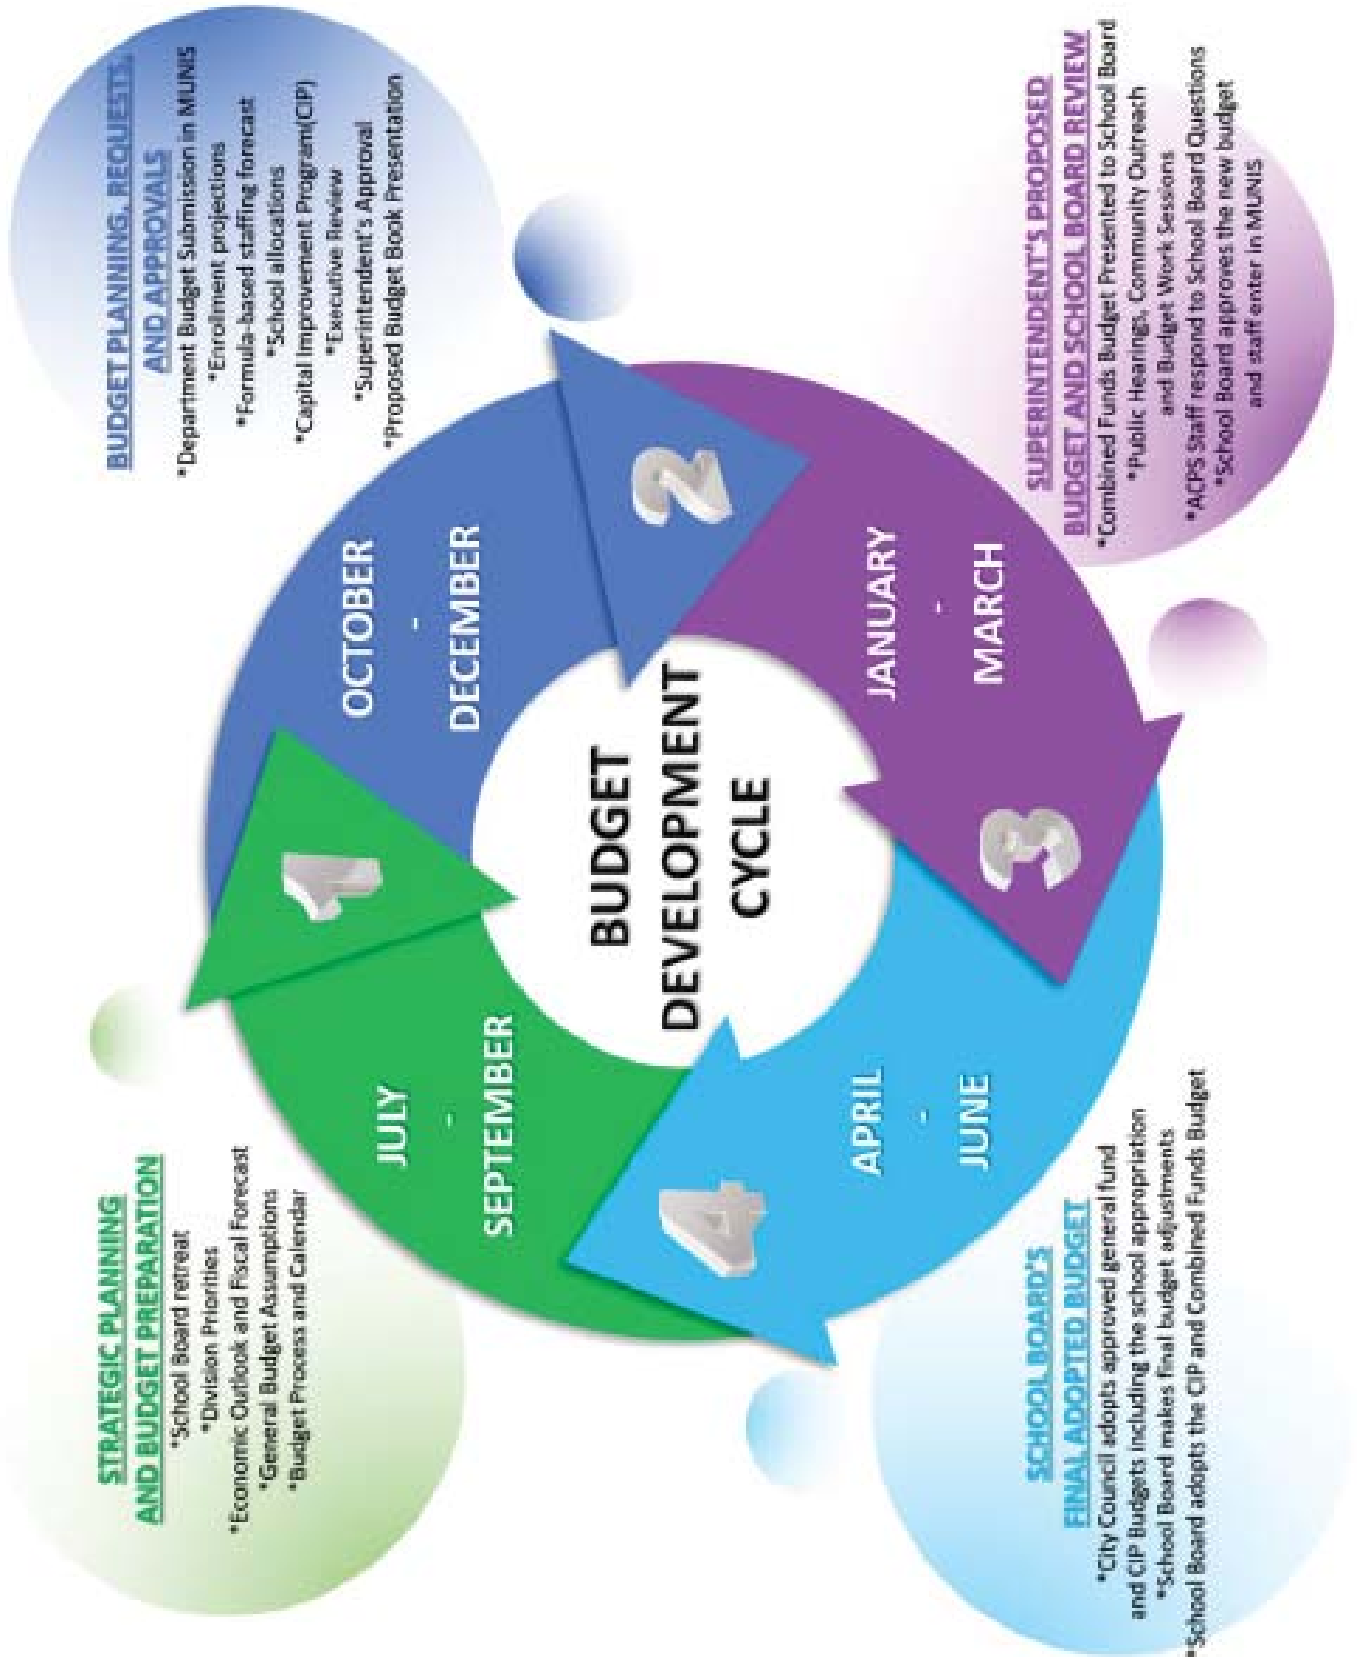 STRATEGIC PLANNING
AND BUDGET PREPARATION
*School Board retreat
*Division Priorities
*Economic Outlook and Fiscal Forecast
*General Budget Assumptions
*Budget Process and Calendar
BUDGET PLANNING, REQUESTS,
AND APPROVALS
*Department Budget Submission in MUNIS
*Enrollment projections
*Formula-based staffing forecast
*School allocations
*Capital Improvement Program(CIP)
*Executive Review
*Superintendent's Approval
*Proposed Budget Book Presentation
JULY
-
SEPTEMBER
1
OCTOBER
-
DECEMBER
BUDGET
DEVELOPMENT
CYCLE
2
4
APRIL
-
JUNE
3
JANUARY
-
MARCH
SCHOOL BOARD'S
FINAL ADOPTED BUDGET
*City Council adopts approved general fund
and CIP Budgets including the school appropriation
*School Board makes final budget adjustments
*School Board adopts the CIP and Combined Funds Budget
SUPERINTENDENT'S PROPOSED
BUDGET AND SCHOOL BOARD REVIEW
*Combined Funds Budget Presented to School Board
*Public Hearings, Community Outreach
and Budget Work Sessions
*ACPS Staff respond to School Board Questions
*School Board approves the new budget
and staff enter in MUNIS